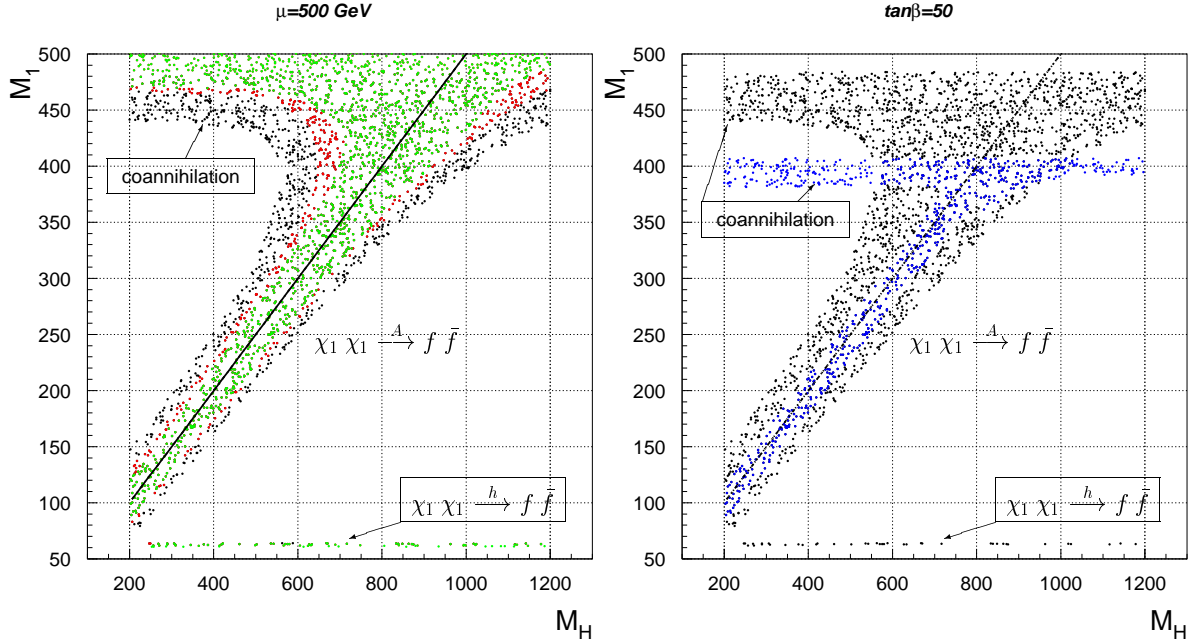 μ=500 GeV
M1
500
450
400
350
300
250
200
150
100
50
coannihilation
χ1 χ1 —A→ f f̄
χ1 χ1 —h→ f f̄
200 400 600 800 1000 1200
MH
tanβ=50
M1
500
450
400
350
300
250
200
150
100
50
coannihilation
χ1 χ1 —A→ f f̄
χ1 χ1 —h→ f f̄
200 400 600 800 1000 1200
MH